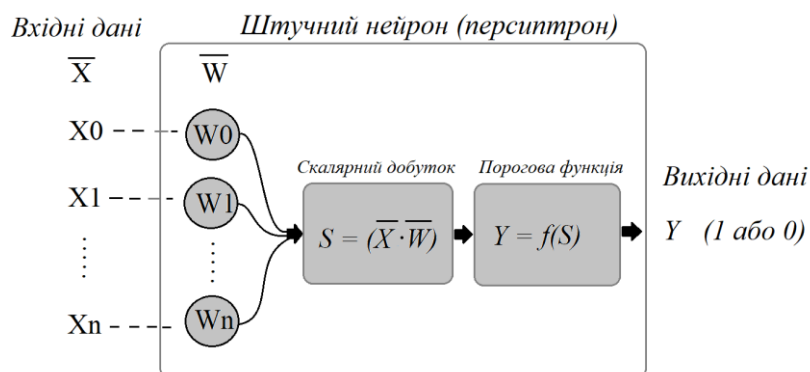 Вхідні дані
Штучний нейрон (персиптрон)
X
W
X0
W0
X1
W1
Xn
Wn
Скалярний добуток
S = (X · W)
Порогова функція
Y = f(S)
Вихідні дані
Y (1 або 0)